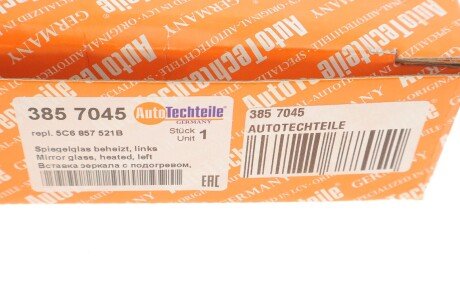 385 7045
AutoTechteile
GERMANY
repl. 5C6 857 521B
Stück
Unit 1
Spiegelglas beheizt, links
Mirror glass, heated, left
Вставка зеркала с подогревом,
EAC
385 7045
AUTOTECHTEILE
AutoTechteile
GERMANY